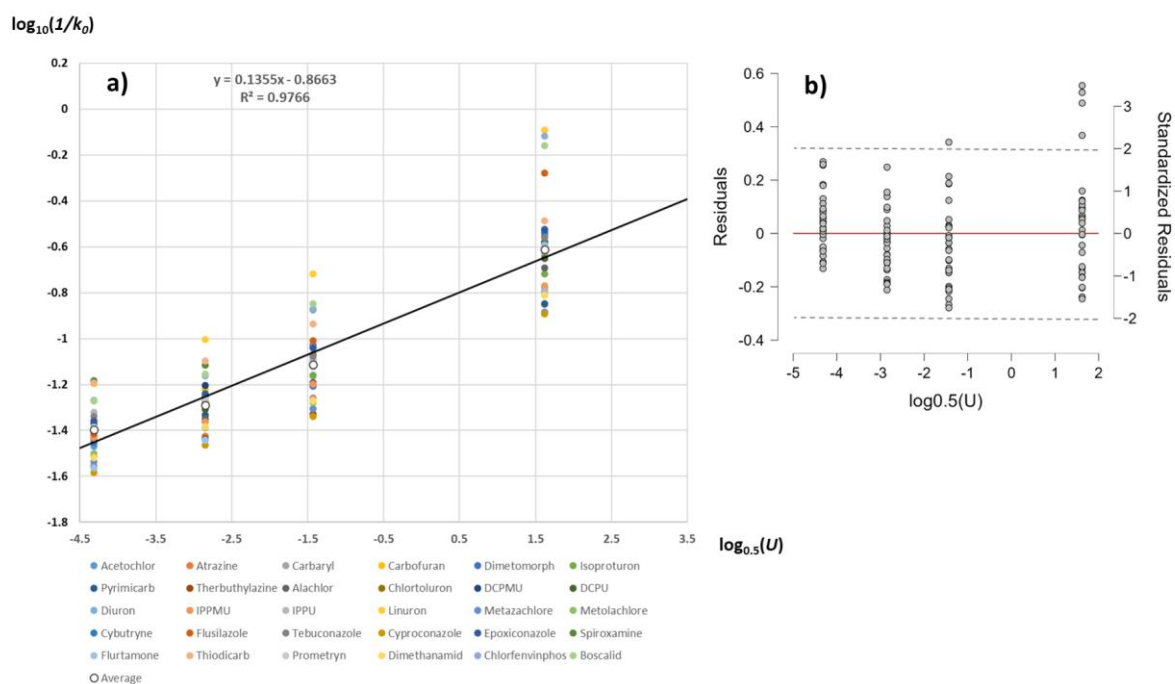 log10(1/k0)
a)
y = 0.1355x - 0.8663
R² = 0.9766
0.2
0
-0.2
-0.4
-0.6
-0.8
-1
-1.2
-1.4
-1.6
-1.8
-4.5 -3.5 -2.5 -1.5 -0.5 0.5 1.5 2.5 3.5
log0.5(U)
Acetochlor Atrazine Carbaryl Carbofuran Dimetomorph Isoproturon
Pyrimicarb Therbuthylazine Alachlor Chlortoluron DCPMU DCPU
Diuron IPPMU IPPU Linuron Metazachlore Metolachlore
Cybutryne Flusilazole Tebuconazole Cyproconazole Epoxiconazole Spiroxamine
Flurtamone Thiodicarb Prometryn Dimethanamid Chlorfenvinphos Boscalid
Average
b)
Residuals
0.6
0.4
0.2
0
-0.2
-0.4
-5 -4 -3 -2 -1 0 1 2
log0.5(U)
3
2
1
0
-1
-2
Standardized Residuals